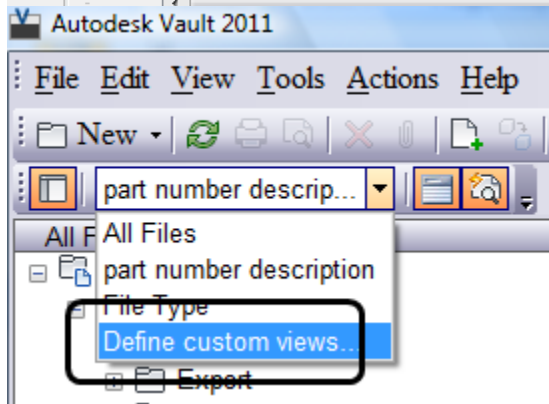 Autodesk Vault 2011
File Edit View Tools Actions Help
New
part number descrip...
All F
All Files
part number description
File Type
Define custom views...
Export